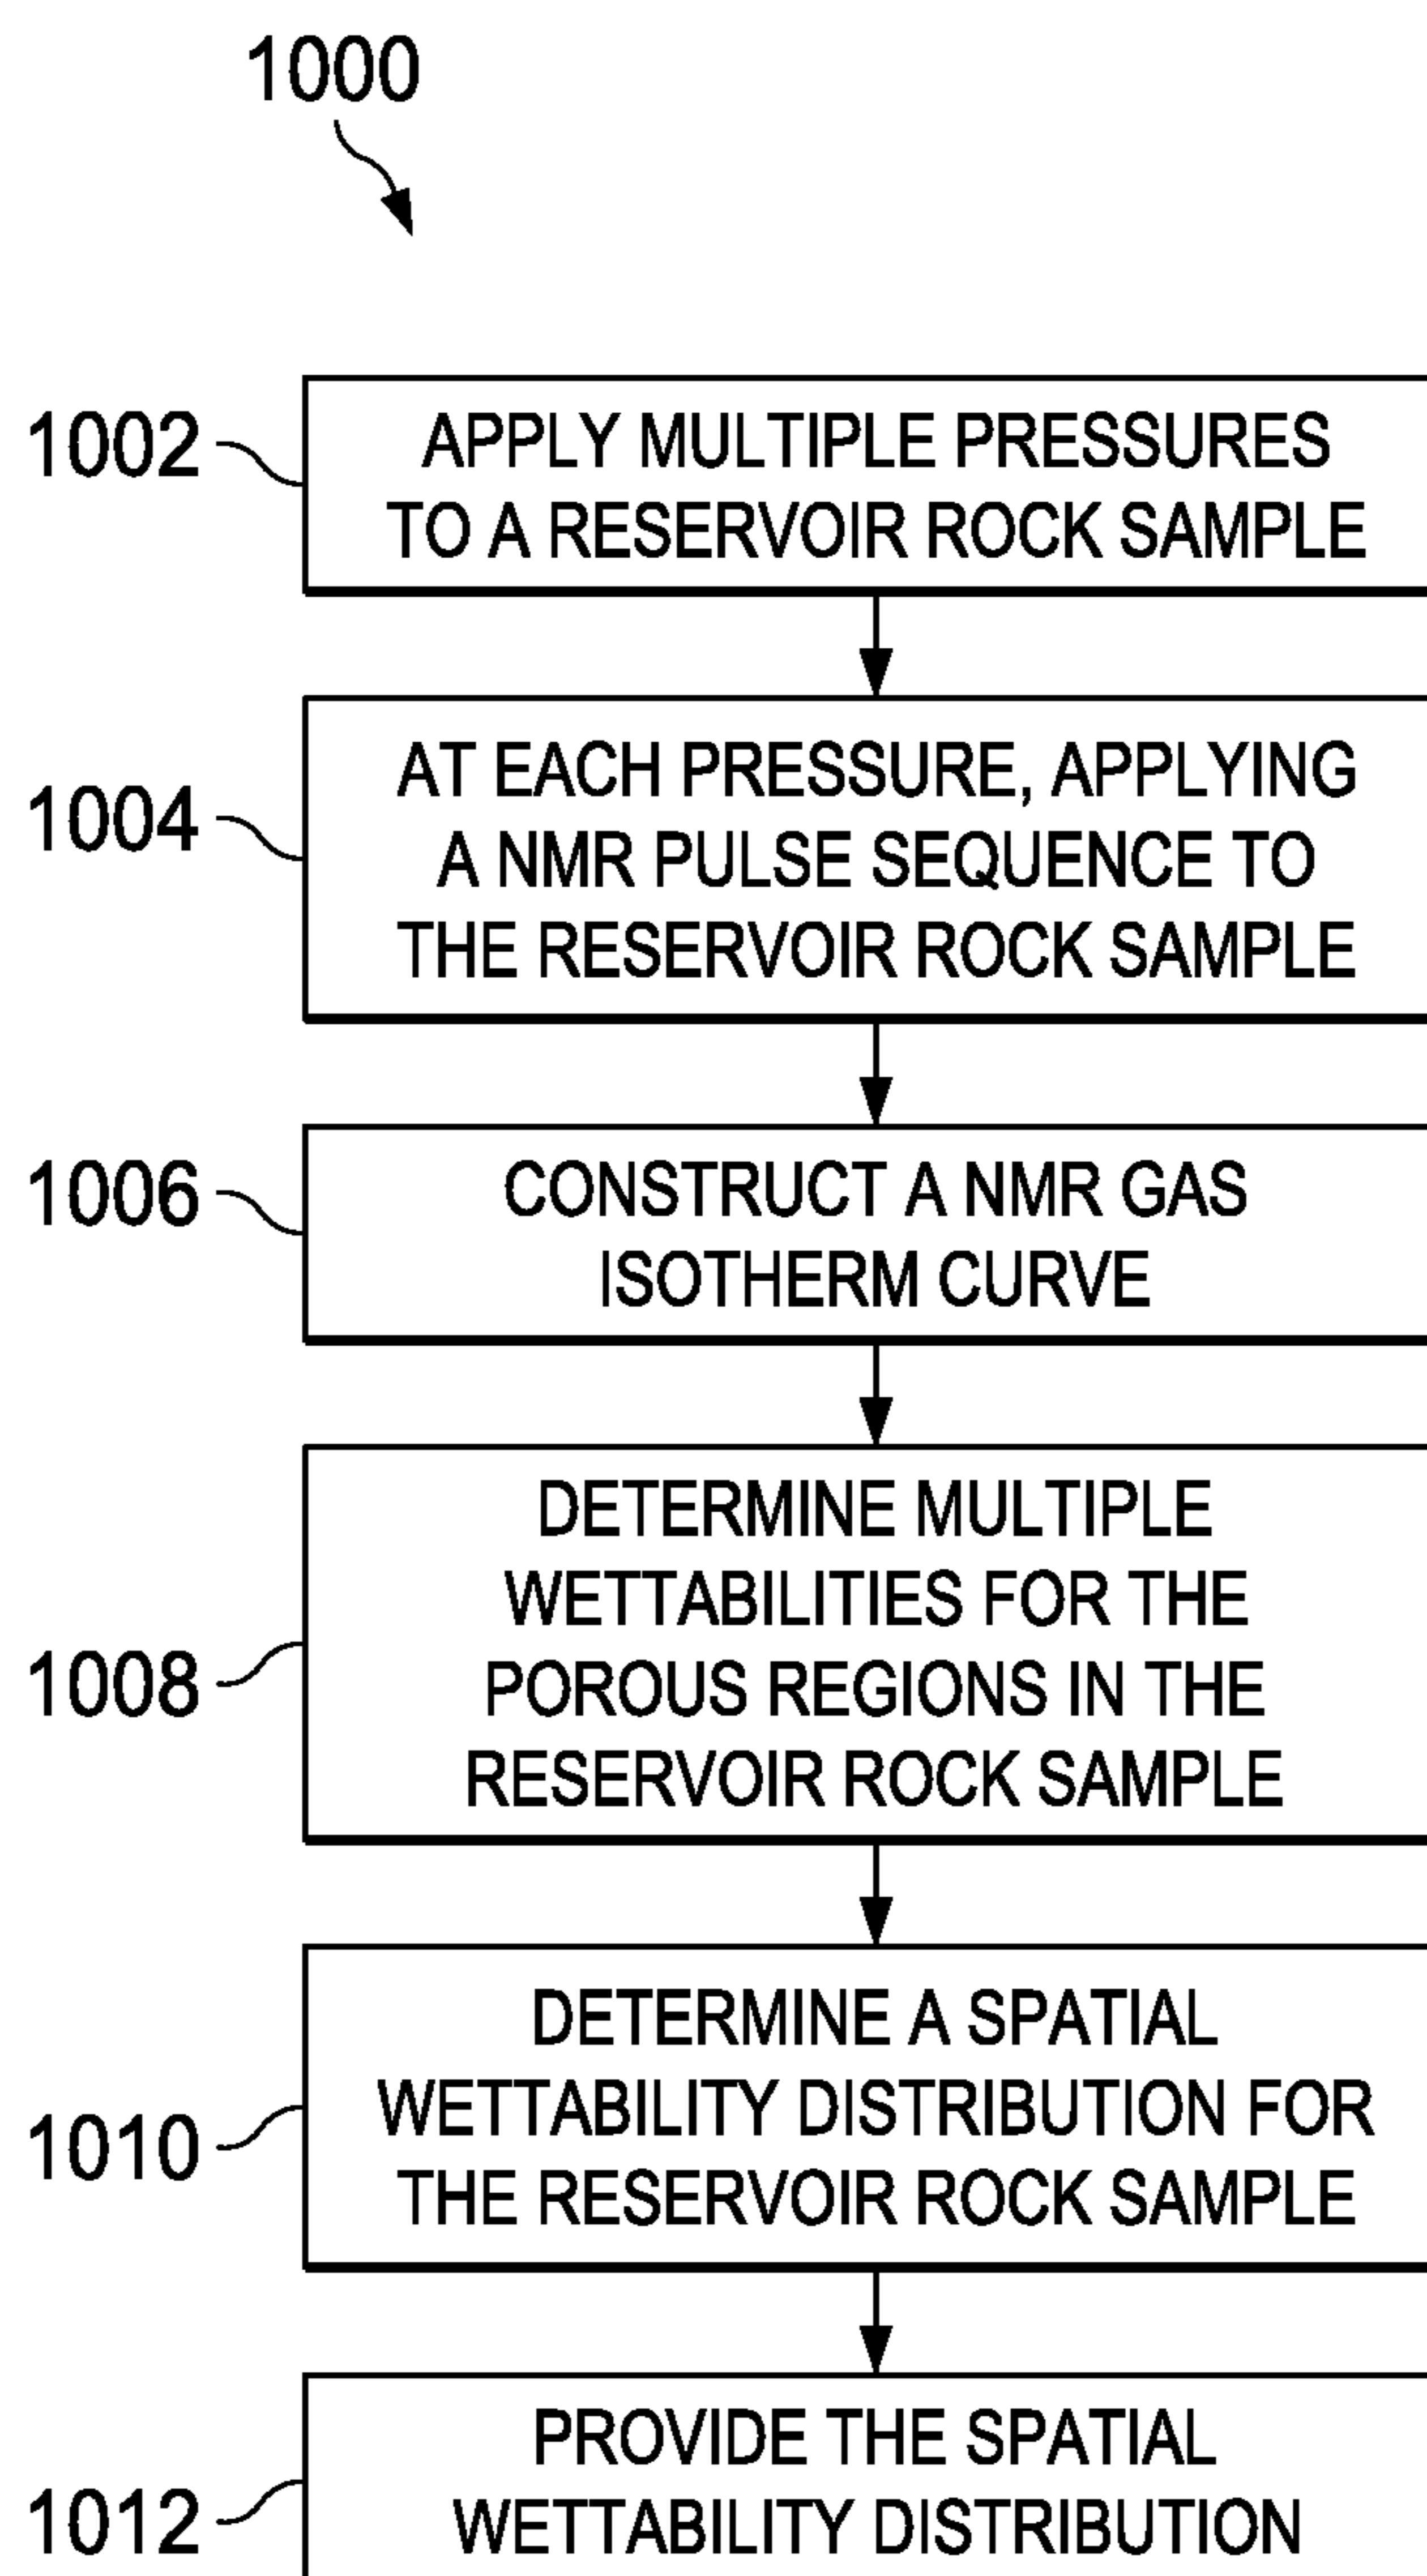 1000
1002
APPLY MULTIPLE PRESSURES
TO A RESERVOIR ROCK SAMPLE
1004
AT EACH PRESSURE, APPLYING
A NMR PULSE SEQUENCE TO
THE RESERVOIR ROCK SAMPLE
1006
CONSTRUCT A NMR GAS
ISOTHERM CURVE
1008
DETERMINE MULTIPLE
WETTABILITIES FOR THE
POROUS REGIONS IN THE
RESERVOIR ROCK SAMPLE
1010
DETERMINE A SPATIAL
WETTABILITY DISTRIBUTION FOR
THE RESERVOIR ROCK SAMPLE
1012
PROVIDE THE SPATIAL
WETTABILITY DISTRIBUTION